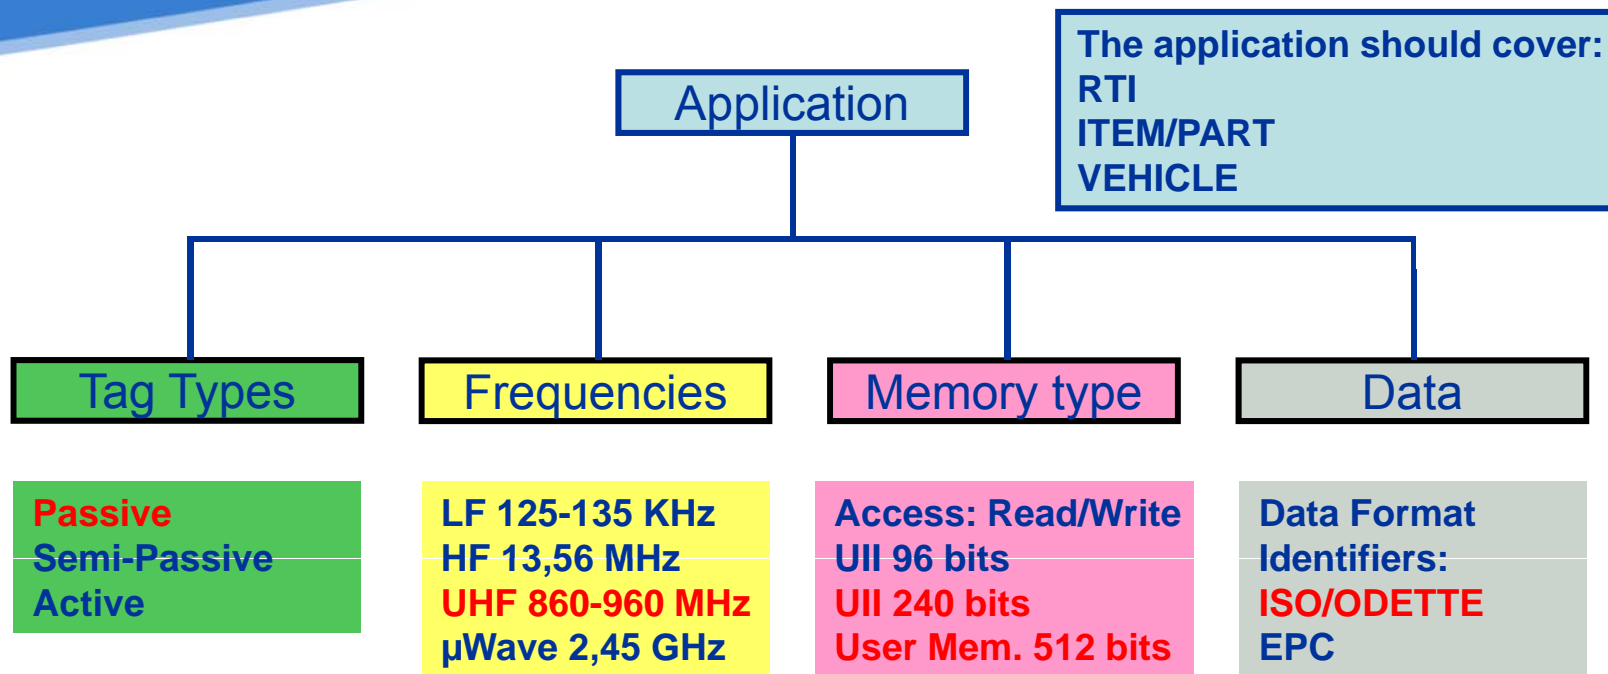 The application should cover:
RTI
ITEM/PART
VEHICLE
Application
Tag Types
Frequencies
Memory type
Data
Passive
Semi-Passive
Active
LF 125-135 KHz
HF 13,56 MHz
UHF 860-960 MHz
µWave 2,45 GHz
Access: Read/Write
UII 96 bits
UII 240 bits
User Mem. 512 bits
Data Format
Identifiers:
ISO/ODETTE
EPC